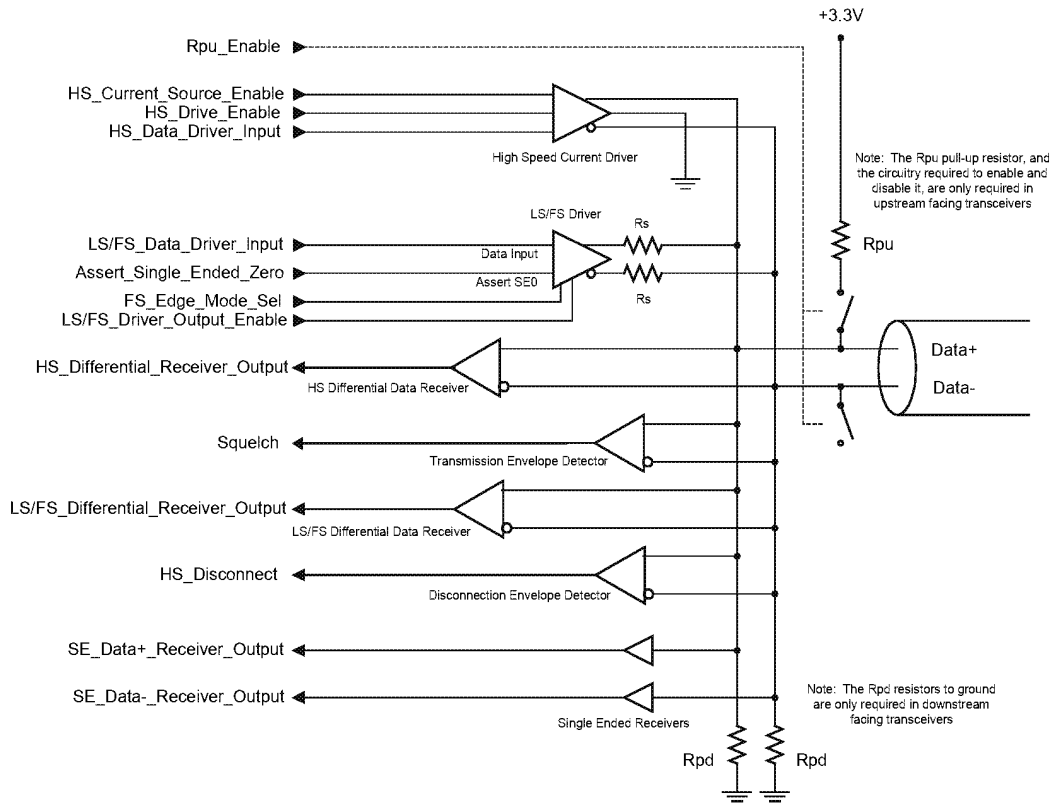 +3.3V
Rpu_Enable
HS_Current_Source_Enable
HS_Drive_Enable
HS_Data_Driver_Input
High Speed Current Driver
Note: The Rpu pull-up resistor, and
the circuitry required to enable and
disable it, are only required in
upstream facing transceivers
LS/FS Driver
Rs
Rpu
LS/FS_Data_Driver_Input
Data Input
Assert_Single_Ended_Zero
Assert SE0
Rs
FS_Edge_Mode_Sel
LS/FS_Driver_Output_Enable
HS_Differential_Receiver_Output
HS Differential Data Receiver
Data+
Data-
Squelch
Transmission Envelope Detector
LS/FS_Differential_Receiver_Output
LS/FS Differential Data Receiver
HS_Disconnect
Disconnection Envelope Detector
SE_Data+_Receiver_Output
SE_Data-_Receiver_Output
Single Ended Receivers
Note: The Rpd resistors to ground
are only required in downstream
facing transceivers
Rpd
Rpd